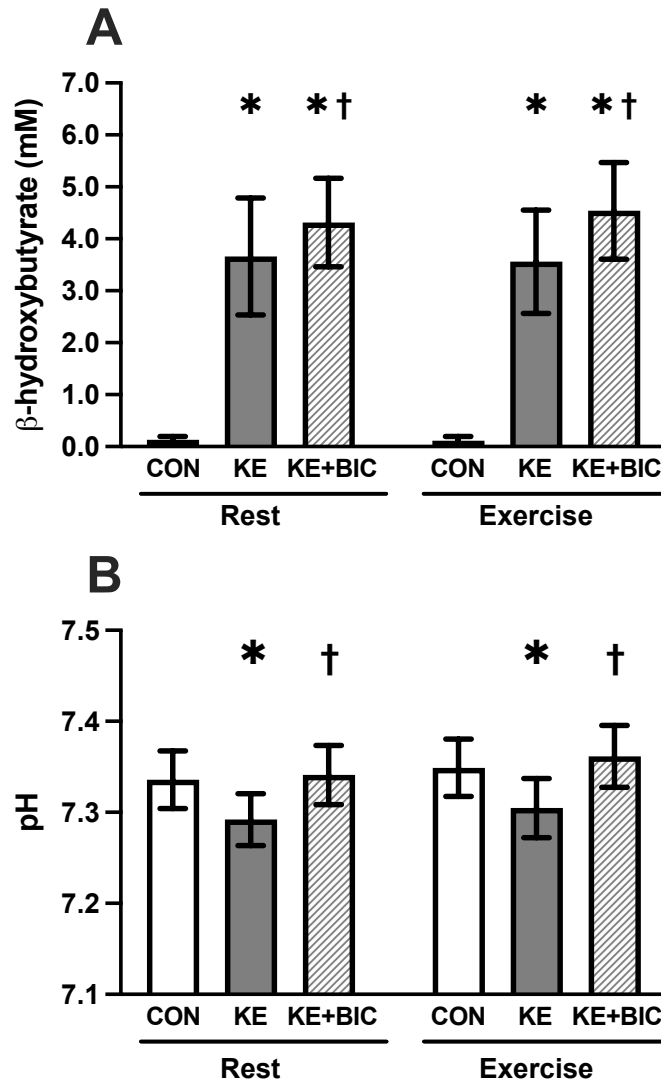 A
β-hydroxybutyrate (mM)
7.0
6.0
5.0
4.0
3.0
2.0
1.0
0.0
* * † * * †
CON KE KE+BIC CON KE KE+BIC
Rest Exercise
B
pH
7.5
7.4
7.3
7.2
7.1
* † * †
CON KE KE+BIC CON KE KE+BIC
Rest Exercise